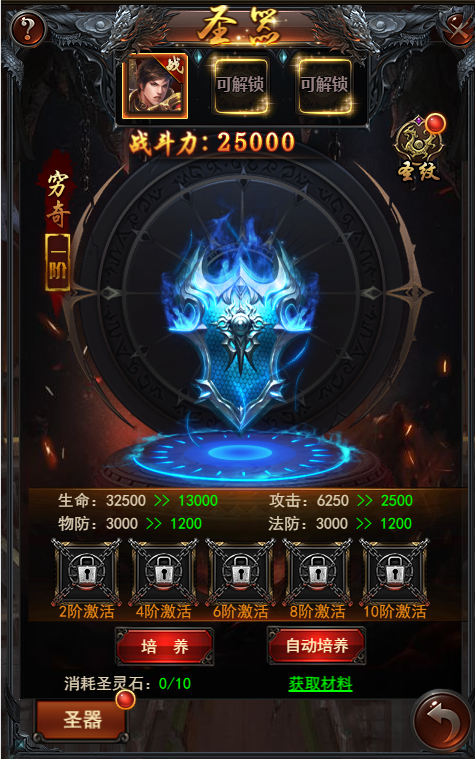 圣器
战
可解锁
可解锁
战斗力:25000
圣纹
穷奇
一阶
生命：32500 >> 13000
攻击：6250 >> 2500
物防：3000 >> 1200
法防：3000 >> 1200
2阶激活
4阶激活
6阶激活
8阶激活
10阶激活
培 养
自动培养
消耗圣灵石：0/10
获取材料
圣器